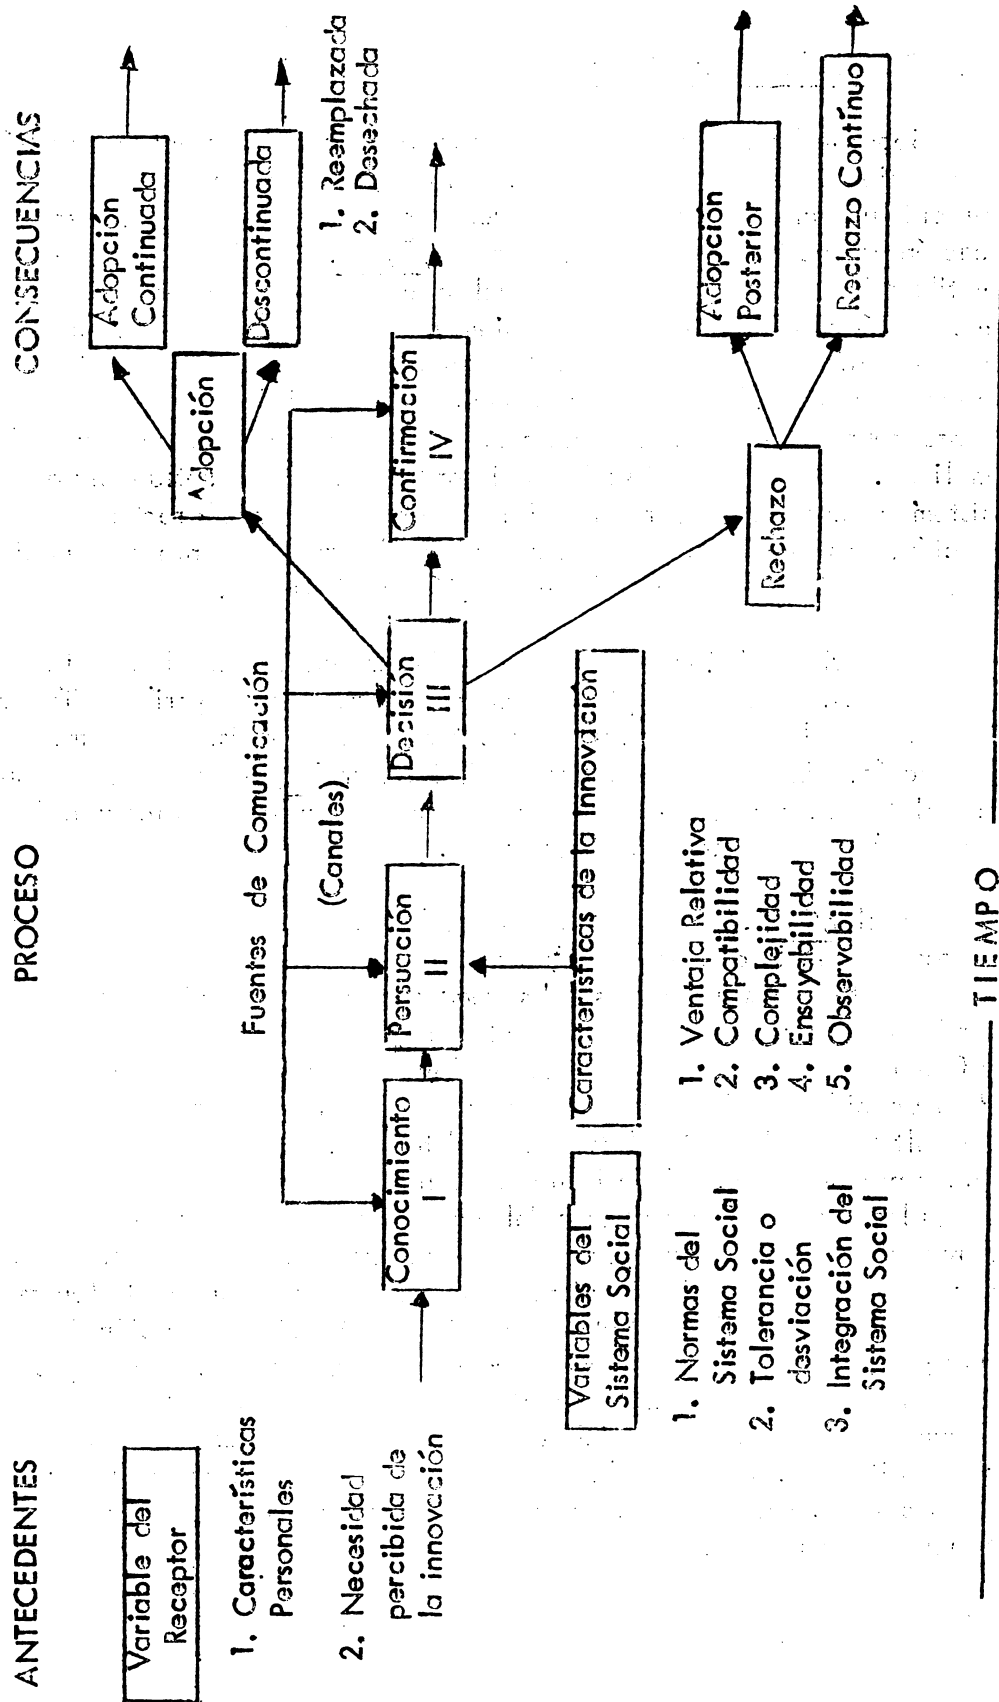 ANTECEDENTES
PROCESO
CONSECUENCIAS
Variable del
Receptor
1. Características
Personales
2. Necesidad
percibida de
la innovación
Fuentes de Comunicación
(Canales)
Conocimiento
I
Persuación
II
Decisión
III
Confirmación
IV
Adopción
Adopción
Continuada
Descontinuada
1. Reemplazada
2. Desechada
Rechazo
Adopcion
Posterior
Rechazo Contínuo
Variables del
Sistema Social
1. Normas del
Sistema Social
2. Tolerancia o
desviación
3. Integración del
Sistema Social
Características de la Innovacion
1. Ventaja Relativa
2. Compatibilidad
3. Complejidad
4. Ensayabilidad
5. Observabilidad
TIEMPO